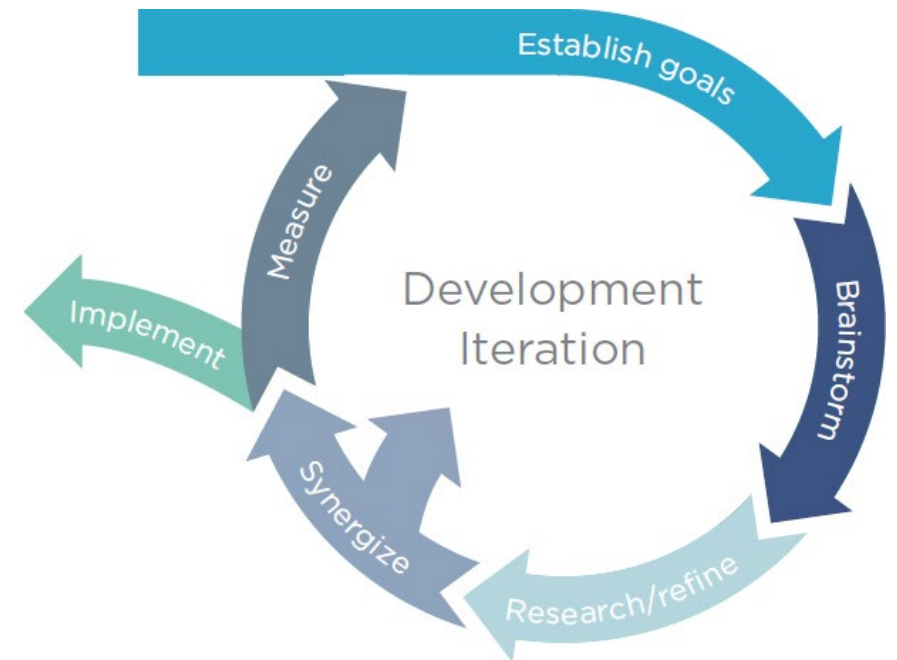 Establish goals
Brainstorm
Research/refine
Synergize
Implement
Measure
Development
Iteration